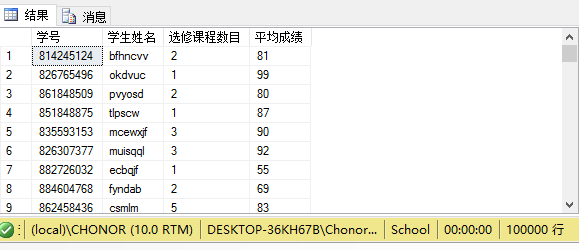 结果 消息
学号 学生姓名 选修课程数目 平均成绩
1 814245124 bfhncvv 2 81
2 826765496 okdvuc 1 99
3 861848509 pvyosd 2 80
4 851848875 tlpscw 1 87
5 835593153 mcewxjf 3 90
6 826307377 muisqql 3 92
7 882726032 ecbqjf 1 55
8 884604768 fyndab 2 69
9 862458436 csmlm 5 83
(local)\CHONOR (10.0 RTM) DESKTOP-36KH67B\Chonor... School 00:00:00 100000 行